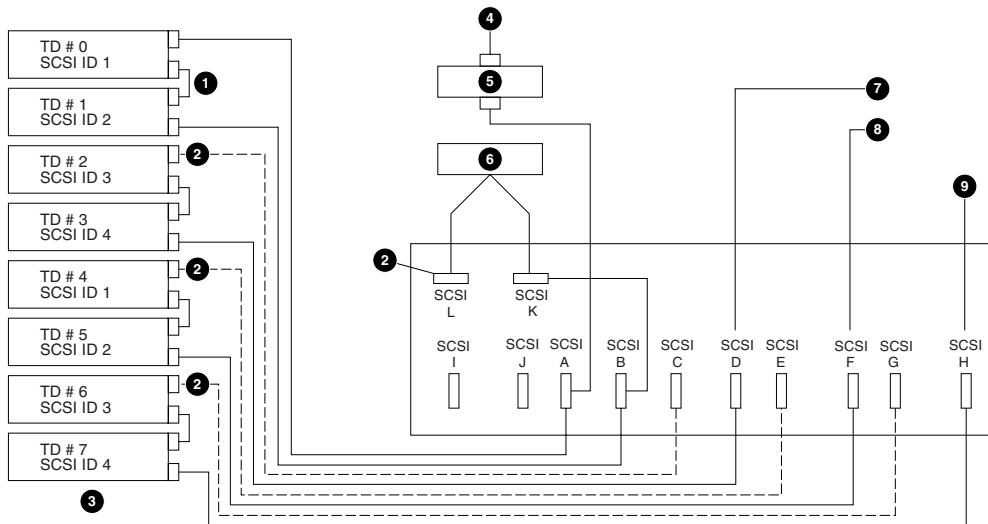 TD # 0
SCSI ID 1
1
TD # 1
SCSI ID 2
TD # 2
SCSI ID 3
2
TD # 3
SCSI ID 4
TD # 4
SCSI ID 1
2
TD # 5
SCSI ID 2
TD # 6
SCSI ID 3
2
TD # 7
SCSI ID 4
3
4
5
6
7
8
9
2
SCSI
L
SCSI
K
SCSI
I
SCSI
J
SCSI
A
SCSI
B
SCSI
C
SCSI
D
SCSI
E
SCSI
F
SCSI
G
SCSI
H